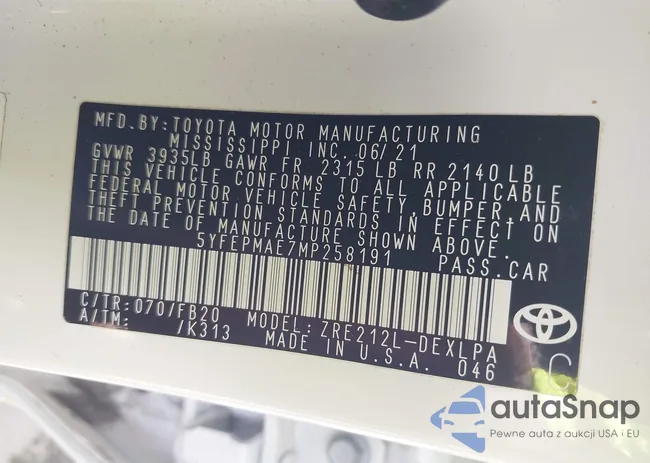 MFD. BY: TOYOTA MOTOR MANUFACTURING
MISSISSIPPI INC. 06/21
GVWR 3935LB GAWR FR 2315 LB RR 2140 LB
THIS VEHICLE CONFORMS TO ALL APPLICABLE
FEDERAL MOTOR VEHICLE SAFETY, BUMPER, AND
THEFT PREVENTION STANDARDS IN EFFECT ON
THE DATE OF MANUFACTURE SHOWN ABOVE.
5YFEPMAE7MP258191 PASS. CAR
C/TR: 070/FB20
A/TM: /K313
MODEL: ZRE212L-DEXLPA
MADE IN U.S.A. 046
C
autaSnap
Pewne auta z aukcji USA i EU